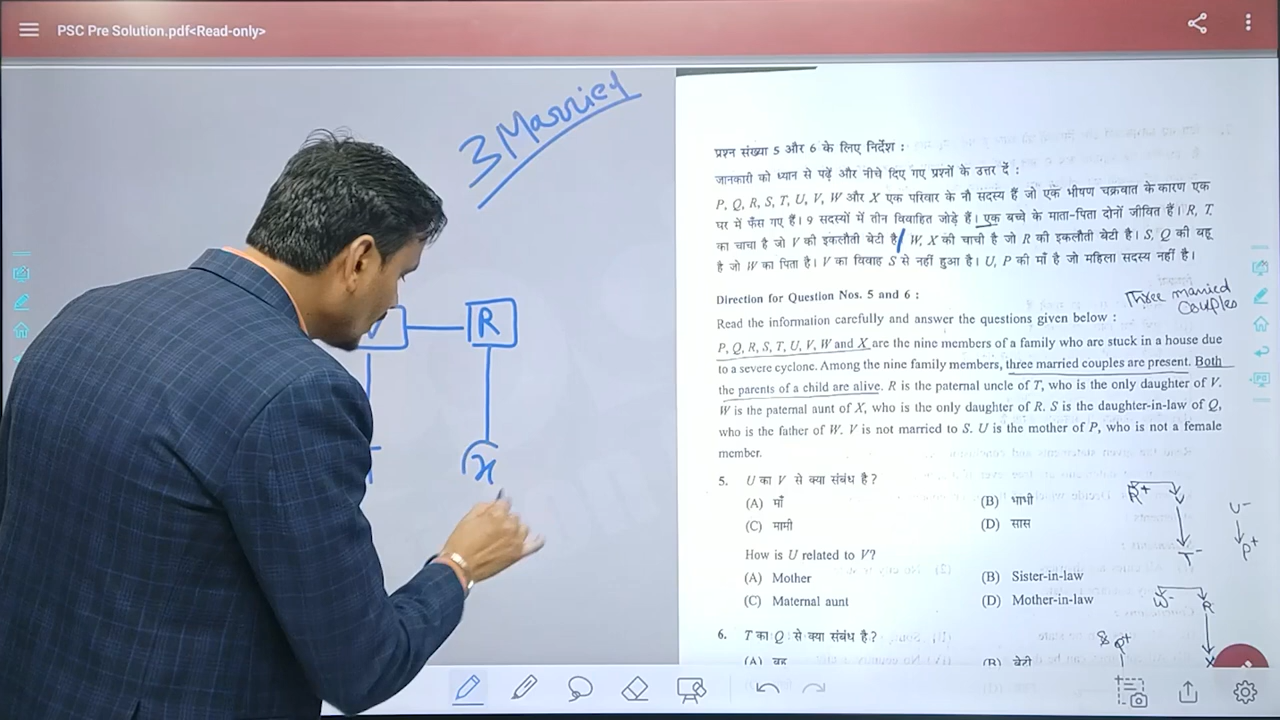 PSC Pre Solution.pdf<Read-only>
3 Married
R
x
प्रश्न संख्या 5 और 6 के लिए निर्देश :
जानकारी को ध्यान से पढ़ें और नीचे दिए गए प्रश्नों के उत्तर दें :
P, Q, R, S, T, U, V, W और X एक परिवार के नौ सदस्य हैं जो एक भीषण चक्रवात के कारण एक
घर में फँस गए हैं। 9 सदस्यों में तीन विवाहित जोड़े हैं। एक बच्चे के माता-पिता दोनों जीवित हैं। R, T
का चाचा है जो V की इकलौती बेटी है/ W, X की चाची है जो R की इकलौती बेटी है। S, Q की बहू
है जो W का पिता है। V का विवाह S से नहीं हुआ है। U, P की माँ है जो महिला सदस्य नहीं है।
Direction for Question Nos. 5 and 6 :
Three married
couples
Read the information carefully and answer the questions given below :
P, Q, R, S, T, U, V, W and X are the nine members of a family who are stuck in a house due
to a severe cyclone. Among the nine family members, three married couples are present. Both
the parents of a child are alive. R is the paternal uncle of T, who is the only daughter of V.
W is the paternal aunt of X, who is the only daughter of R. S is the daughter-in-law of Q,
who is the father of W. V is not married to S. U is the mother of P, who is not a female
member.
5. U का V से क्या संबंध है?
(A) माँ (B) भाभी
(C) मामी (D) सास
How is U related to V?
(A) Mother (B) Sister-in-law
(C) Maternal aunt (D) Mother-in-law
R+ V
T-
U-
P+
W- R
X
Q+
6. T का Q से क्या संबंध है?
(A) बहू (B) बेटी